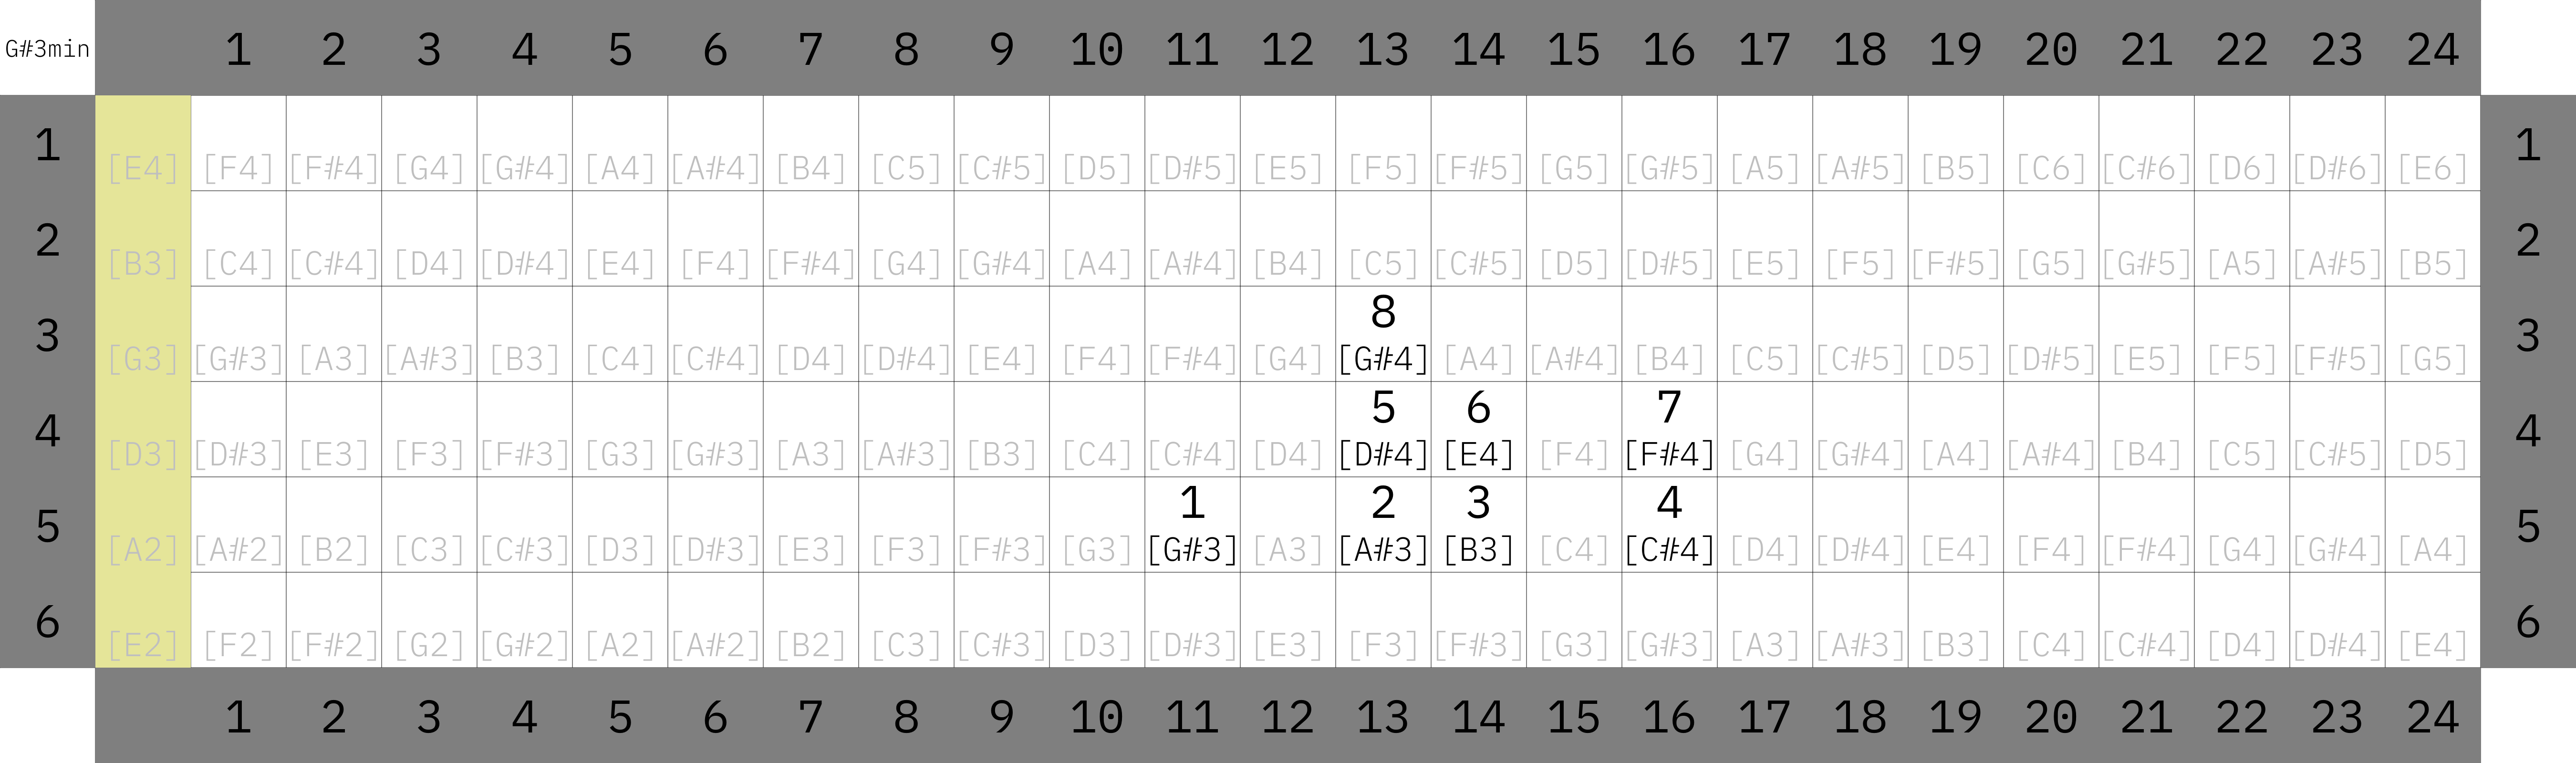 G#3min 1 2 3 4 5 6 7 8 9 10 11 12 13 14 15 16 17 18 19 20 21 22 23 24
1 [E4] [F4] [F#4] [G4] [G#4] [A4] [A#4] [B4] [C5] [C#5] [D5] [D#5] [E5] [F5] [F#5] [G5] [G#5] [A5] [A#5] [B5] [C6] [C#6] [D6] [D#6] [E6] 1
2 [B3] [C4] [C#4] [D4] [D#4] [E4] [F4] [F#4] [G4] [G#4] [A4] [A#4] [B4] [C5] [C#5] [D5] [D#5] [E5] [F5] [F#5] [G5] [G#5] [A5] [A#5] [B5] 2
8
3 [G3] [G#3] [A3] [A#3] [B3] [C4] [C#4] [D4] [D#4] [E4] [F4] [F#4] [G4] [G#4] [A4] [A#4] [B4] [C5] [C#5] [D5] [D#5] [E5] [F5] [F#5] [G5] 3
5 6 7
4 [D3] [D#3] [E3] [F3] [F#3] [G3] [G#3] [A3] [A#3] [B3] [C4] [C#4] [D4] [D#4] [E4] [F4] [F#4] [G4] [G#4] [A4] [A#4] [B4] [C5] [C#5] [D5] 4
1 2 3 4
5 [A2] [A#2] [B2] [C3] [C#3] [D3] [D#3] [E3] [F3] [F#3] [G3] [G#3] [A3] [A#3] [B3] [C4] [C#4] [D4] [D#4] [E4] [F4] [F#4] [G4] [G#4] [A4] 5
6 [E2] [F2] [F#2] [G2] [G#2] [A2] [A#2] [B2] [C3] [C#3] [D3] [D#3] [E3] [F3] [F#3] [G3] [G#3] [A3] [A#3] [B3] [C4] [C#4] [D4] [D#4] [E4] 6
1 2 3 4 5 6 7 8 9 10 11 12 13 14 15 16 17 18 19 20 21 22 23 24